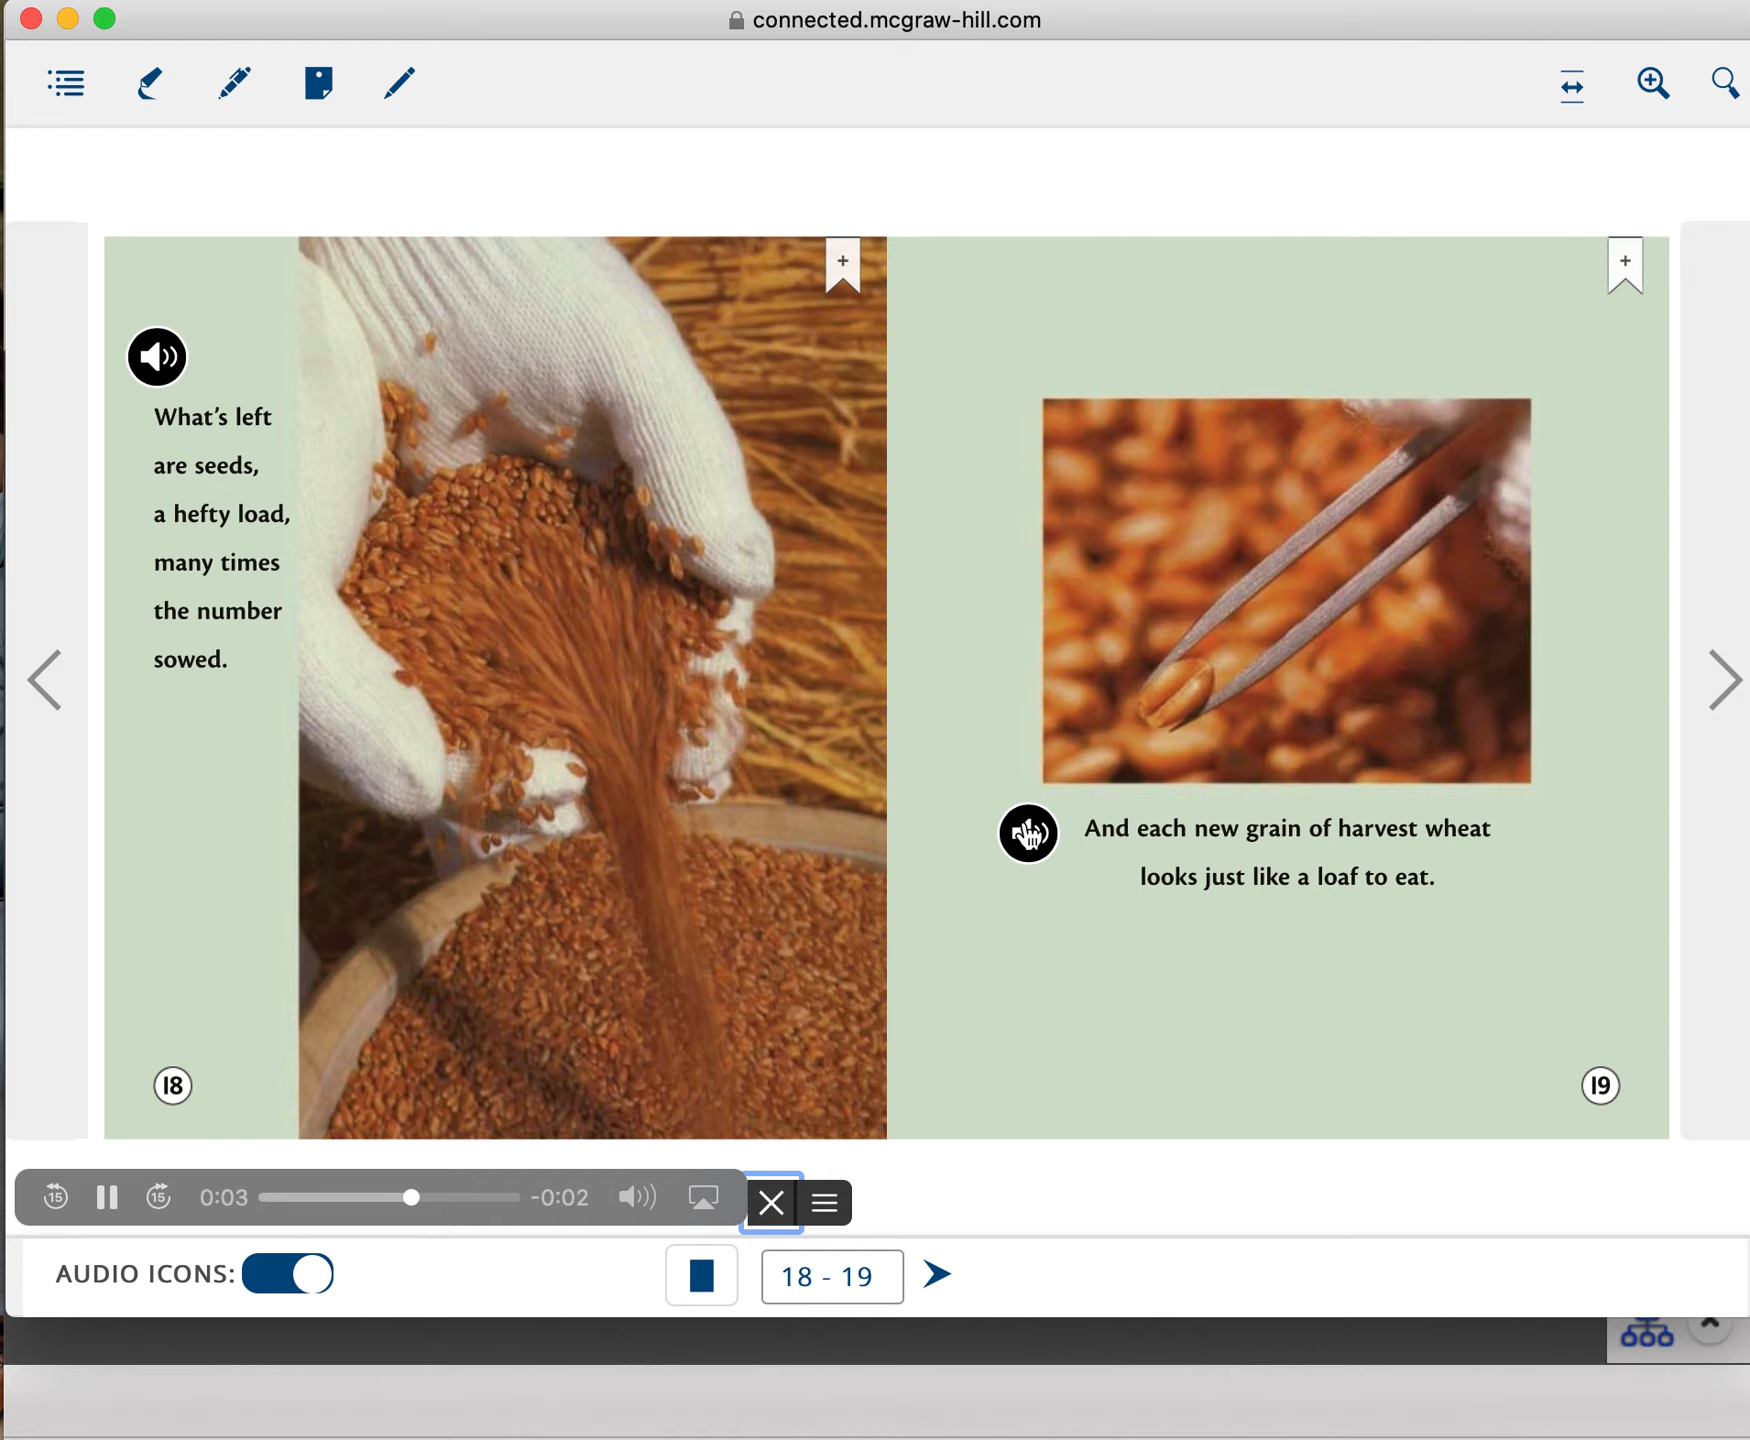 connected.mcgraw-hill.com
+
+
What's left
are seeds,
a hefty load,
many times
the number
sowed.
And each new grain of harvest wheat
looks just like a loaf to eat.
18
19
15
15
0:03
-0:02
AUDIO ICONS:
18 - 19